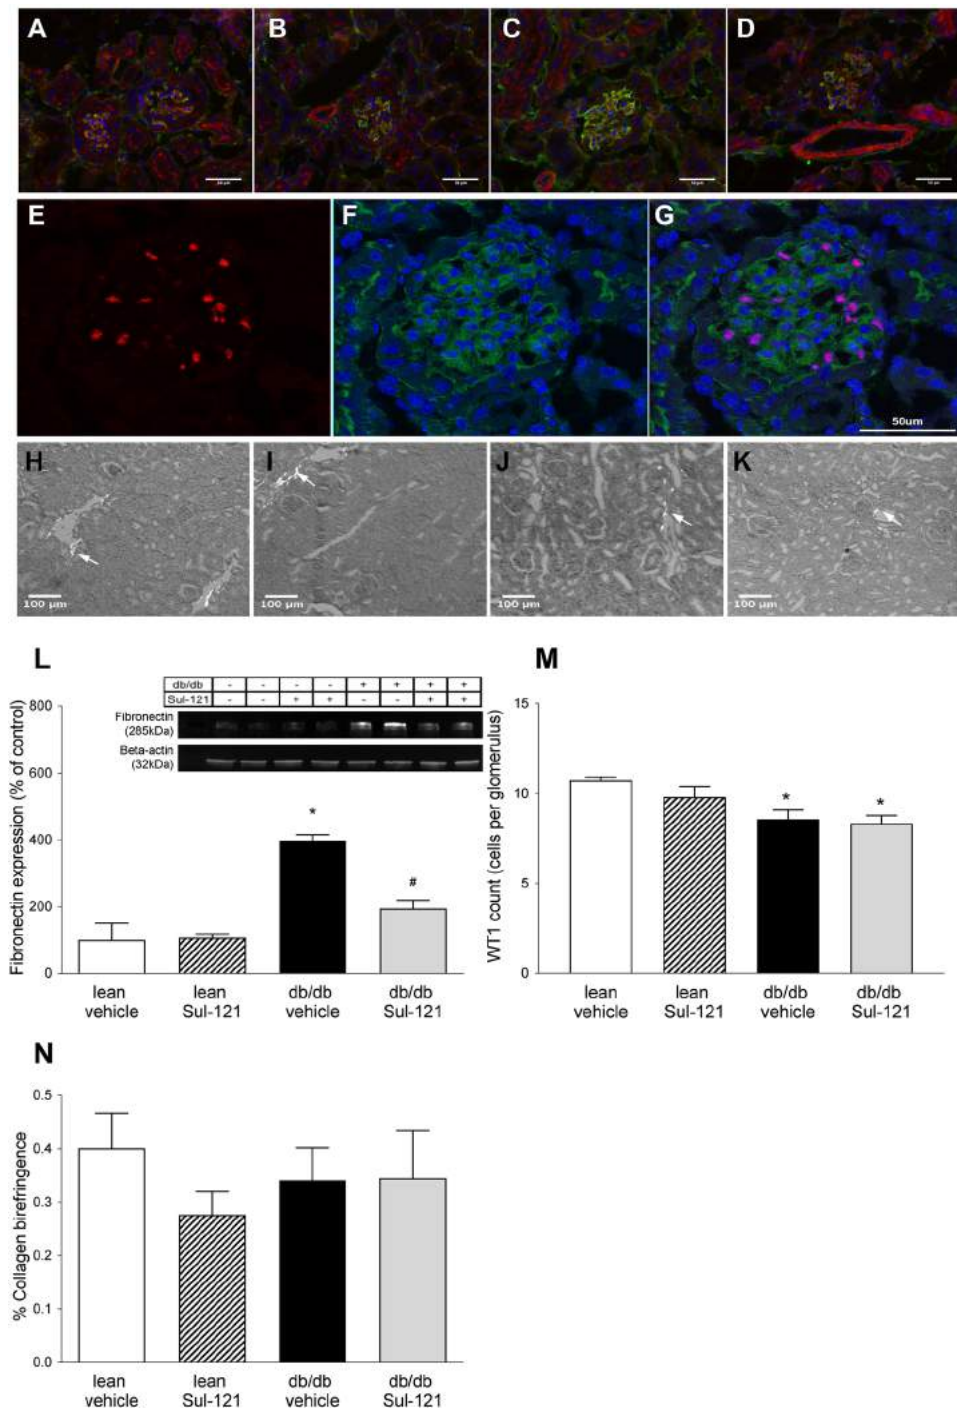 A B C D
E F G
50um
H I J K
100 µm 100 µm 100 µm 100 µm
L
db/db - - - - + + + +
Sul-121 - - + + - - + +
Fibronectin
(285kDa)
Beta-actin
(32kDa)
Fibronectin expression (% of control)
800
600
400
200
0
*
#
lean
vehicle
lean
Sul-121
db/db
vehicle
db/db
Sul-121
M
WT1 count (cells per glomerulus)
15
10
5
0
*
*
lean
vehicle
lean
Sul-121
db/db
vehicle
db/db
Sul-121
N
% Collagen birefringence
0.5
0.4
0.3
0.2
0.1
0.0
lean
vehicle
lean
Sul-121
db/db
vehicle
db/db
Sul-121